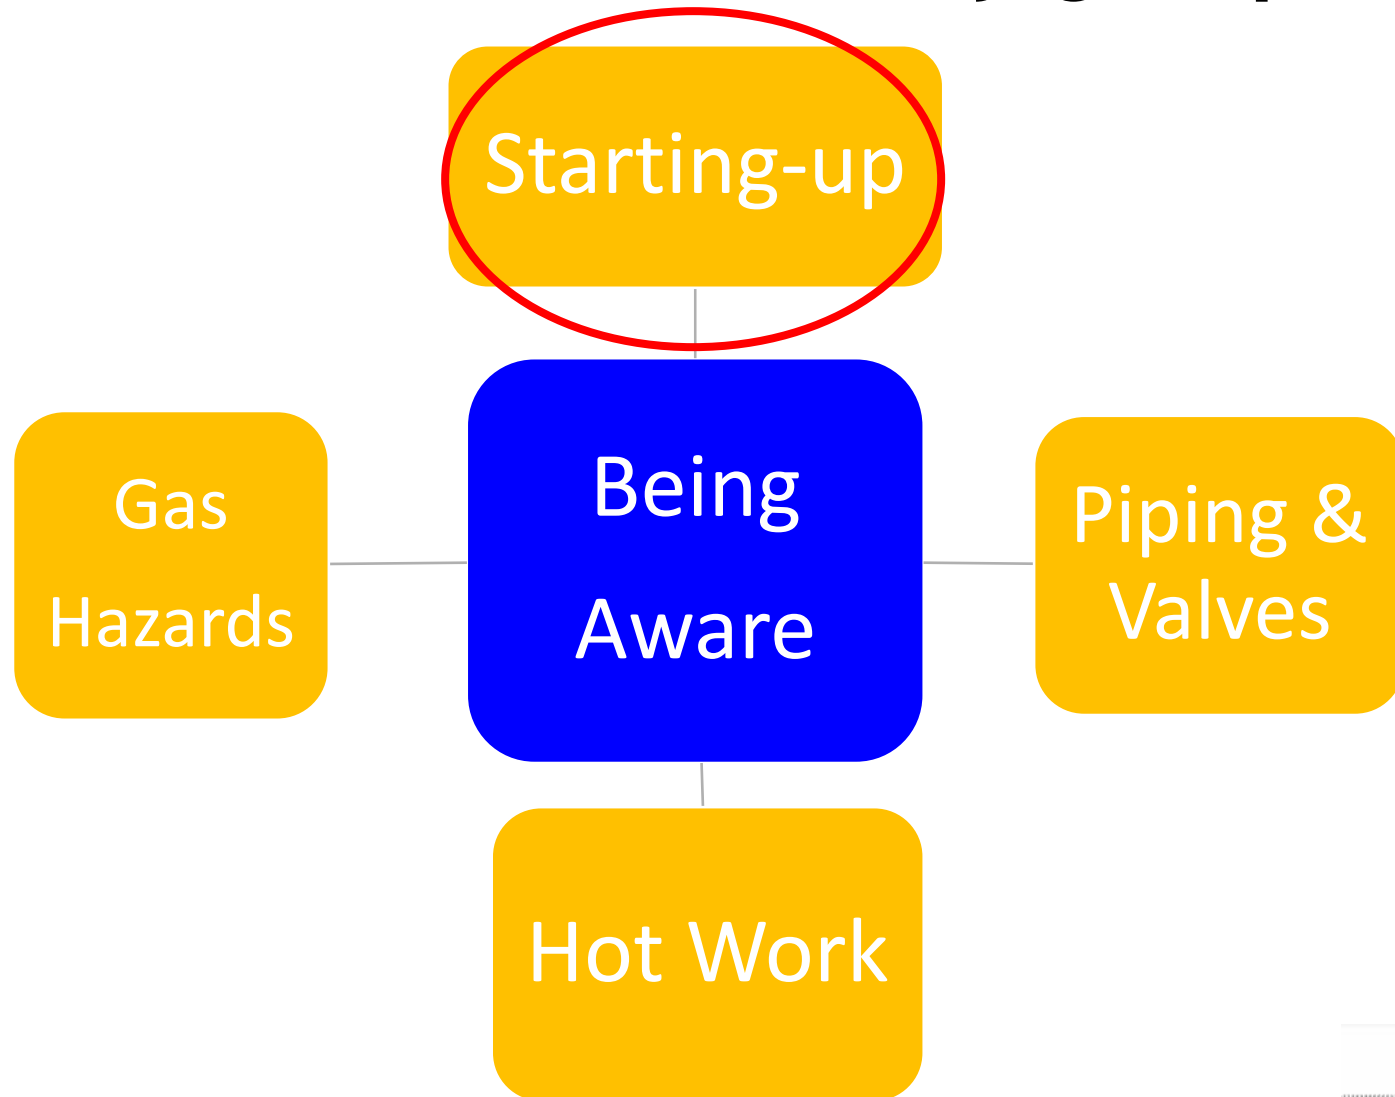 Starting-up
Gas
Hazards
Being
Aware
Piping &
Valves
Hot Work